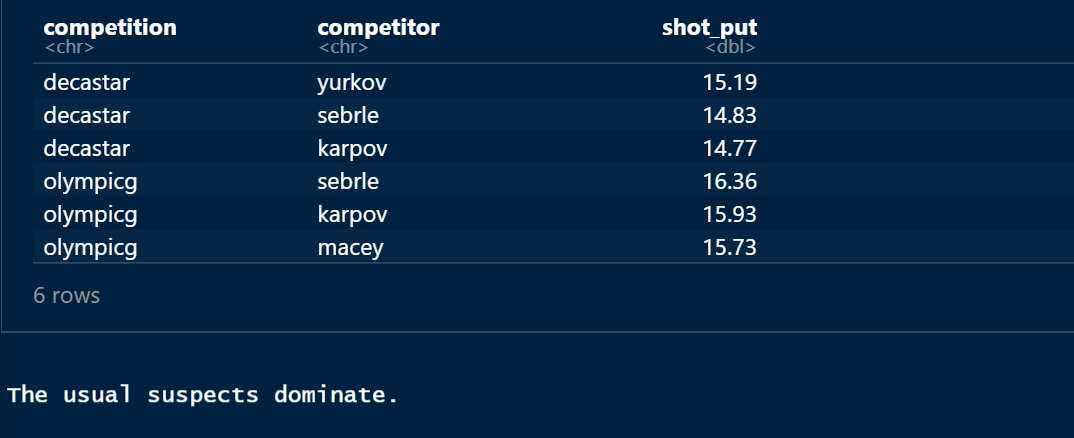 competition competitor shot_put
<chr> <chr> <dbl>
decastar yurkov 15.19
decastar sebrle 14.83
decastar karpov 14.77
olympicg sebrle 16.36
olympicg karpov 15.93
olympicg macey 15.73
6 rows
The usual suspects dominate.